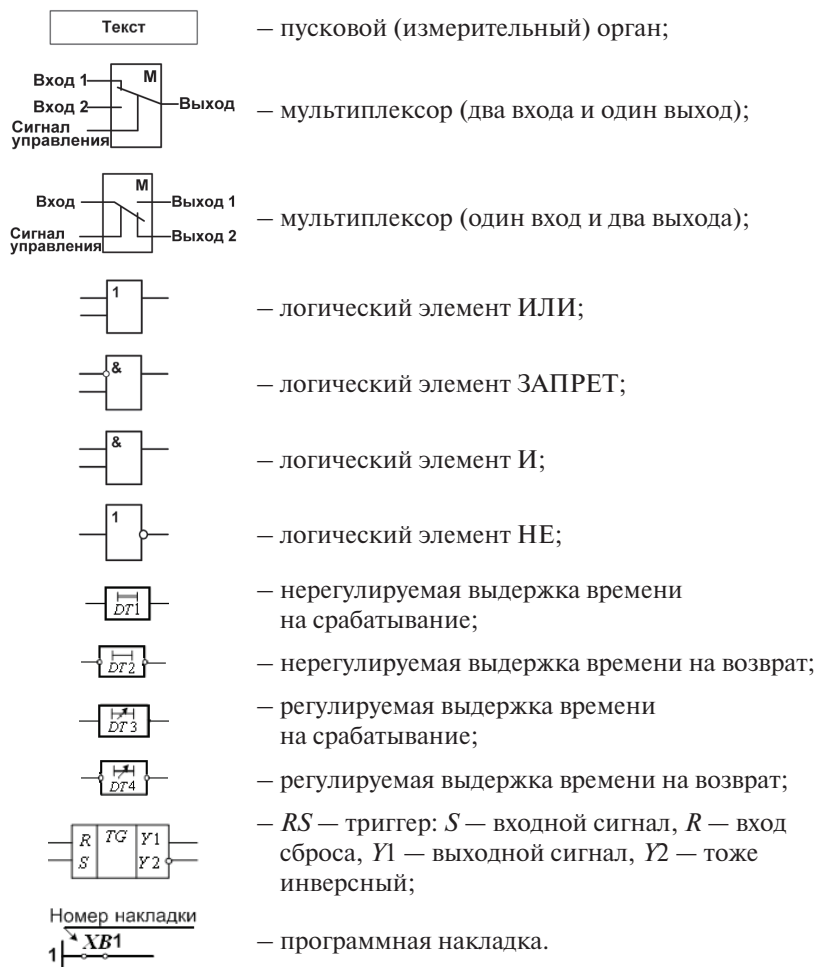 Текст
– пусковой (измерительный) орган;
Вход 1
М
Вход 2
Выход
Сигнал
управления
– мультиплексор (два входа и один выход);
М
Вход
Выход 1
Сигнал
управления
Выход 2
– мультиплексор (один вход и два выхода);
1
– логический элемент ИЛИ;
&
– логический элемент ЗАПРЕТ;
&
– логический элемент И;
1
– логический элемент НЕ;
DT1
– нерегулируемая выдержка времени
на срабатывание;
DT2
– нерегулируемая выдержка времени на возврат;
DT3
– регулируемая выдержка времени
на срабатывание;
DT4
– регулируемая выдержка времени на возврат;
R TG Y1
S Y2
– RS — триггер: S — входной сигнал, R — вход
сброса, Y1 — выходной сигнал, Y2 — тоже
инверсный;
Номер накладки
XB1
1
– программная накладка.